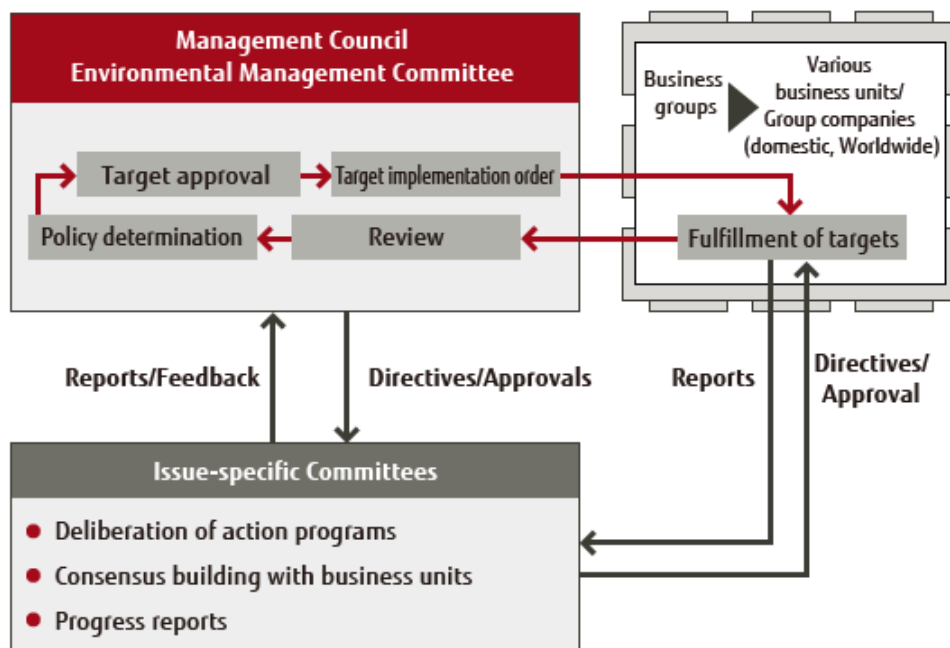 Management Council
Environmental Management Committee
Target approval
Target implementation order
Policy determination
Review
Business
groups
Various
business units/
Group companies
(domestic, Worldwide)
Fulfillment of targets
Reports/Feedback
Directives/Approvals
Reports
Directives/
Approval
Issue-specific Committees
Deliberation of action programs
Consensus building with business units
Progress reports